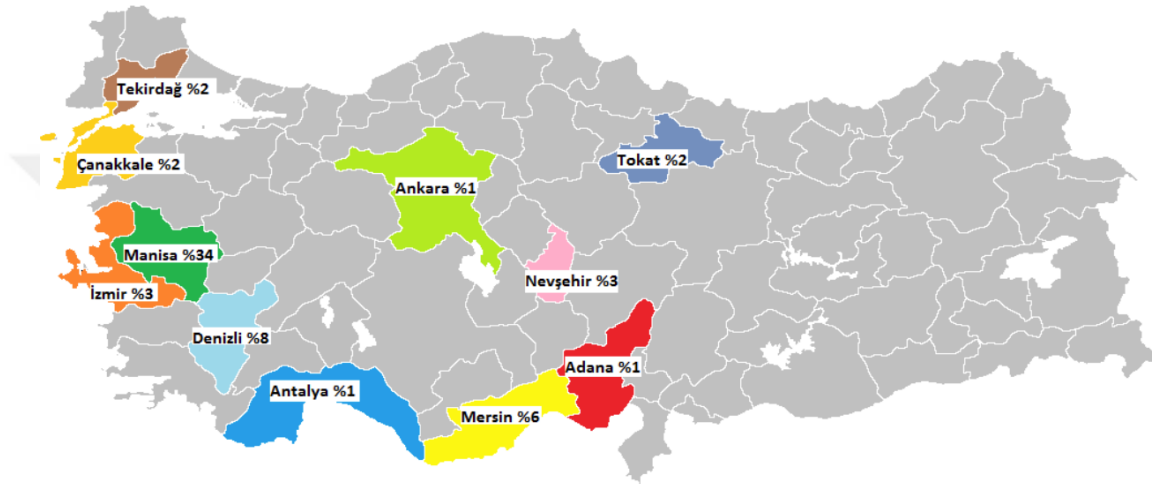 Tekirdağ %2
Çanakkale %2
Tokat %2
Ankara %1
Manisa %34
Nevşehir %3
İzmir %3
Denizli %8
Adana %1
Antalya %1
Mersin %6